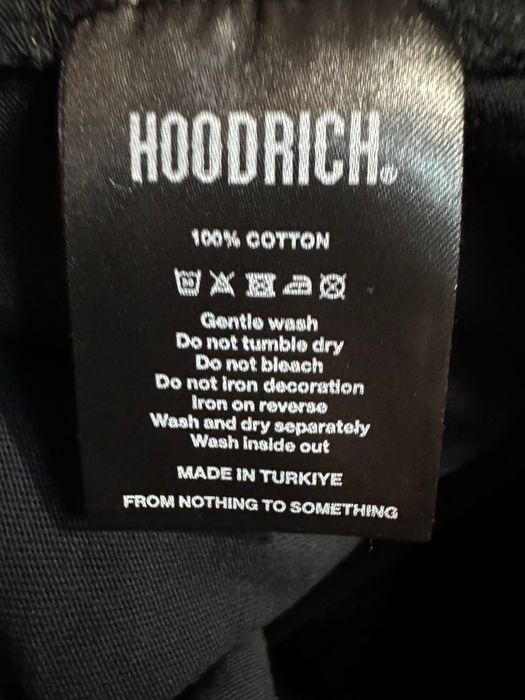 HOODRICH®
100% COTTON
Gentle wash
Do not tumble dry
Do not bleach
Do not iron decoration
Iron on reverse
Wash and dry separately
Wash inside out
MADE IN TURKIYE
FROM NOTHING TO SOMETHING